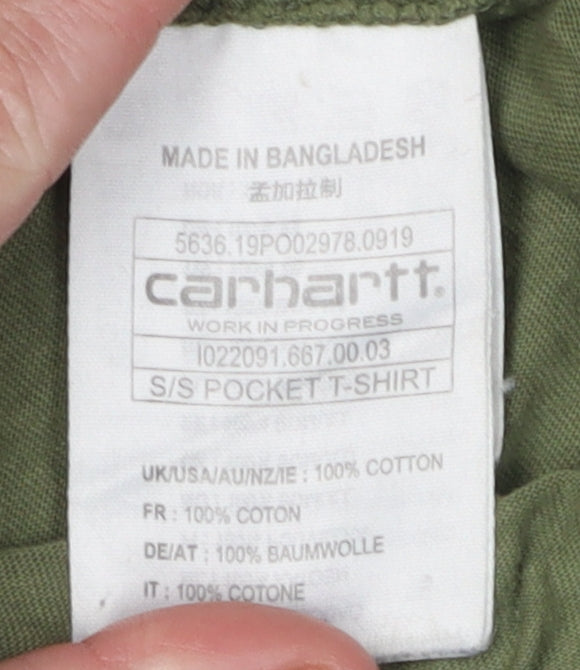 MADE IN BANGLADESH
孟加拉制
5636.19PO02978.0919
carhartt®
WORK IN PROGRESS
I022091.667.00.03
S/S POCKET T-SHIRT
UK/USA/AU/NZ/IE : 100% COTTON
FR : 100% COTON
DE/AT : 100% BAUMWOLLE
IT : 100% COTONE